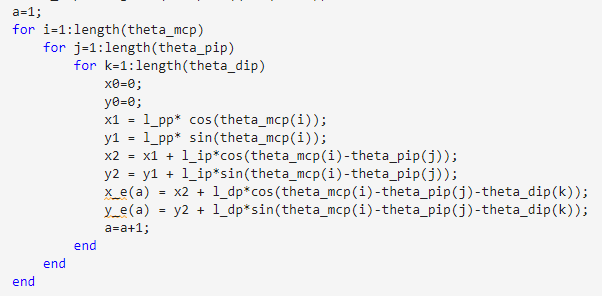 a=1;
for i=1:length(theta_mcp)
for j=1:length(theta_pip)
for k=1:length(theta_dip)
x0=0;
y0=0;
x1 = l_pp* cos(theta_mcp(i));
y1 = l_pp* sin(theta_mcp(i));
x2 = x1 + l_ip*cos(theta_mcp(i)-theta_pip(j));
y2 = y1 + l_ip*sin(theta_mcp(i)-theta_pip(j));
x_e(a) = x2 + l_dp*cos(theta_mcp(i)-theta_pip(j)-theta_dip(k));
y_e(a) = y2 + l_dp*sin(theta_mcp(i)-theta_pip(j)-theta_dip(k));
a=a+1;
end
end
end